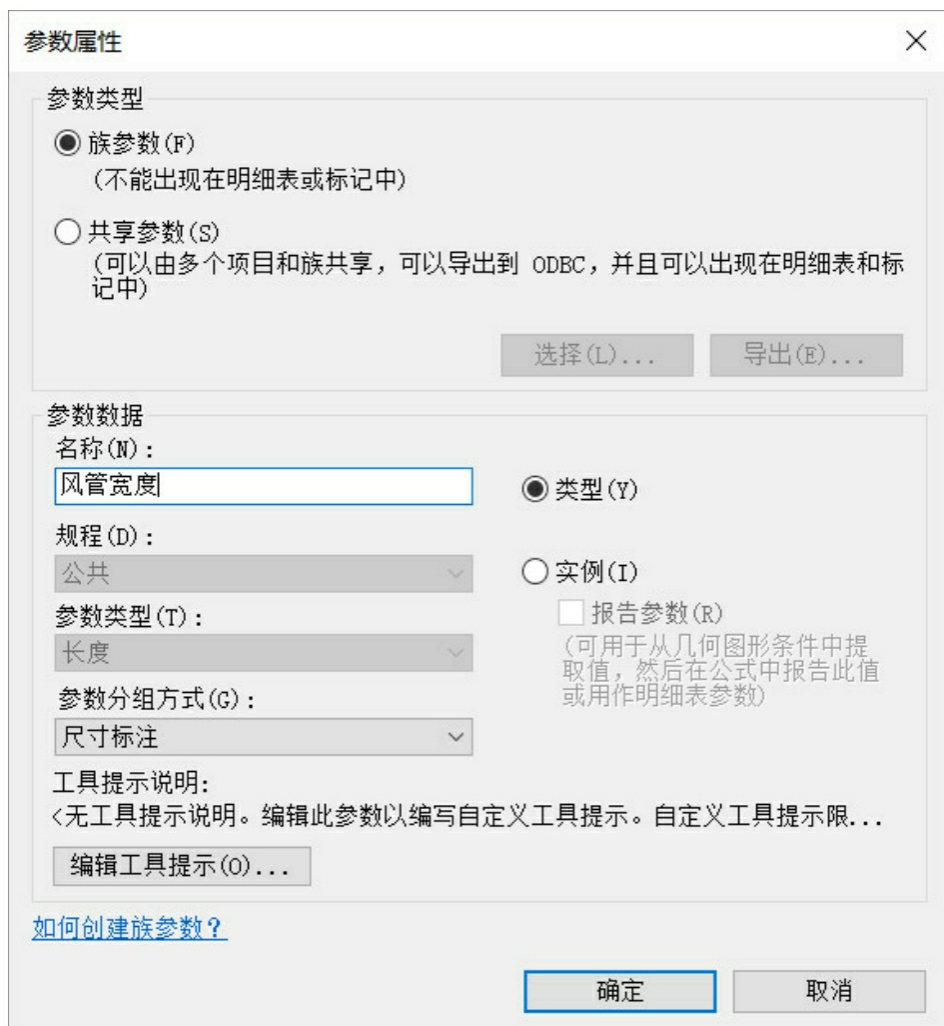 参数属性
参数类型
族参数(F)
(不能出现在明细表或标记中)
共享参数(S)
(可以由多个项目和族共享，可以导出到 ODBC，并且可以出现在明细表和标
记中)
选择(L)...
导出(E)...
参数数据
名称(N)：
风管宽度
类型(Y)
规程(D)：
公共
实例(I)
参数类型(T)：
报告参数(R)
长度
(可用于从几何图形条件中提
取值，然后在公式中报告此值
或用作明细表参数)
参数分组方式(G)：
尺寸标注
工具提示说明：
<无工具提示说明。编辑此参数以编写自定义工具提示。自定义工具提示限...
编辑工具提示(O)...
如何创建族参数？
确定
取消